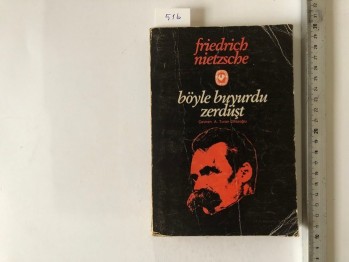 516
friedrich
nietzsche
böyle buyurdu
zerdüşt